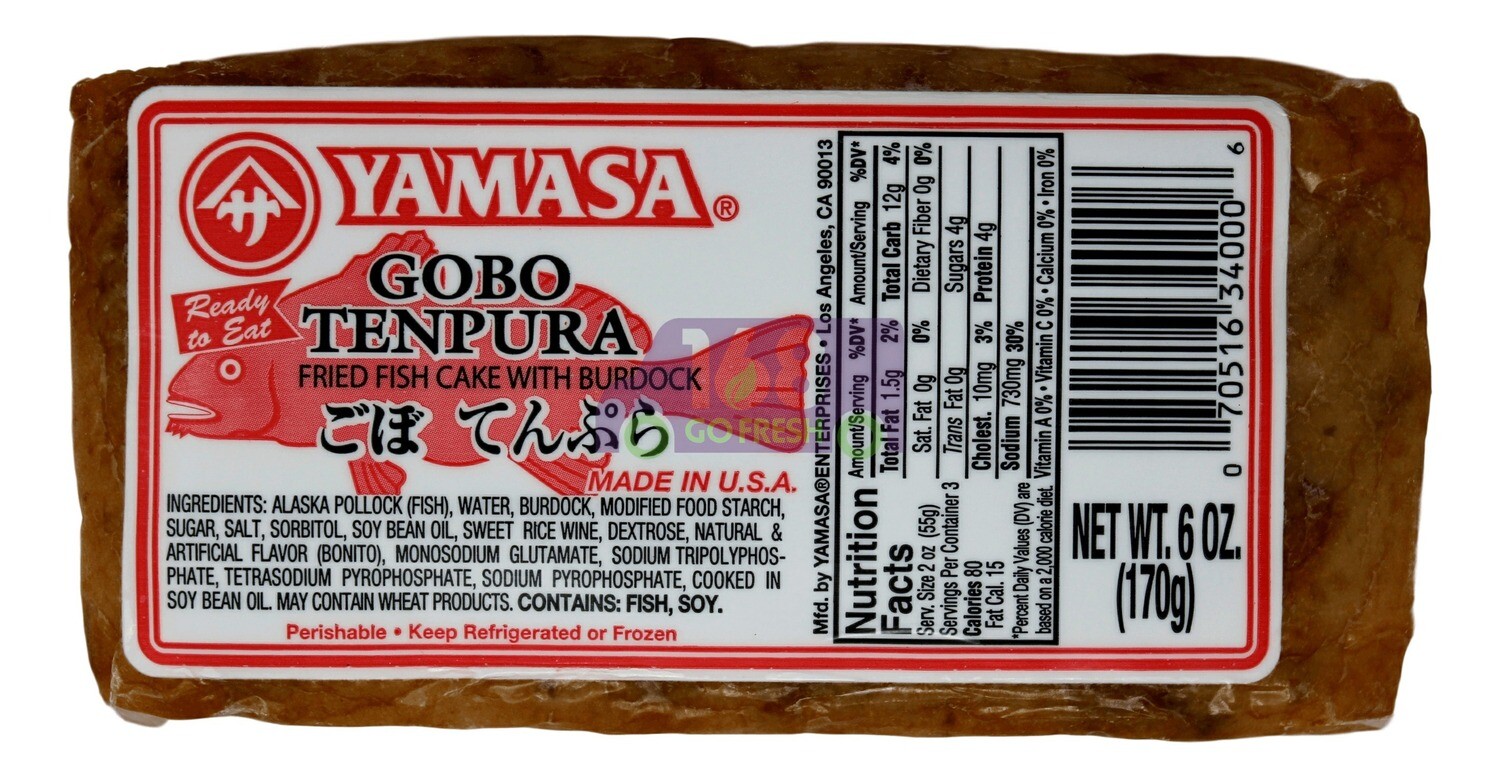 サ
YAMASA®
GOBO
TENPURA
Ready
to Eat
FRIED FISH CAKE WITH BURDOCK
ごぼ てんぷら
MADE IN U.S.A.
INGREDIENTS: ALASKA POLLOCK (FISH), WATER, BURDOCK, MODIFIED FOOD STARCH,
SUGAR, SALT, SORBITOL, SOY BEAN OIL, SWEET RICE WINE, DEXTROSE, NATURAL &
ARTIFICIAL FLAVOR (BONITO), MONOSODIUM GLUTAMATE, SODIUM TRIPOLYPHOS-
PHATE, TETRASODIUM PYROPHOSPHATE, SODIUM PYROPHOSPHATE, COOKED IN
SOY BEAN OIL. MAY CONTAIN WHEAT PRODUCTS. CONTAINS: FISH, SOY.
Perishable • Keep Refrigerated or Frozen
GO FRESH
Mfd. by YAMASA®ENTERPRISES • Los Angeles, CA 90013
Nutrition
Facts
Serv. Size 2 oz (55g)
Servings Per Container 3
Calories 80
Fat Cal. 15
*Percent Daily Values (DV) are
based on a 2,000 calorie diet.
Amount/Serving %DV* Amount/Serving %DV*
Total Fat 1.5g 2% Total Carb 12g 4%
Sat. Fat 0g 0% Dietary Fiber 0g 0%
Trans Fat 0g Sugars 4g
Cholest. 10mg 3% Protein 4g
Sodium 730mg 30%
Vitamin A 0% • Vitamin C 0% • Calcium 0% • Iron 0%
0 70516 34000 6
NET WT. 6 OZ.
(170g)